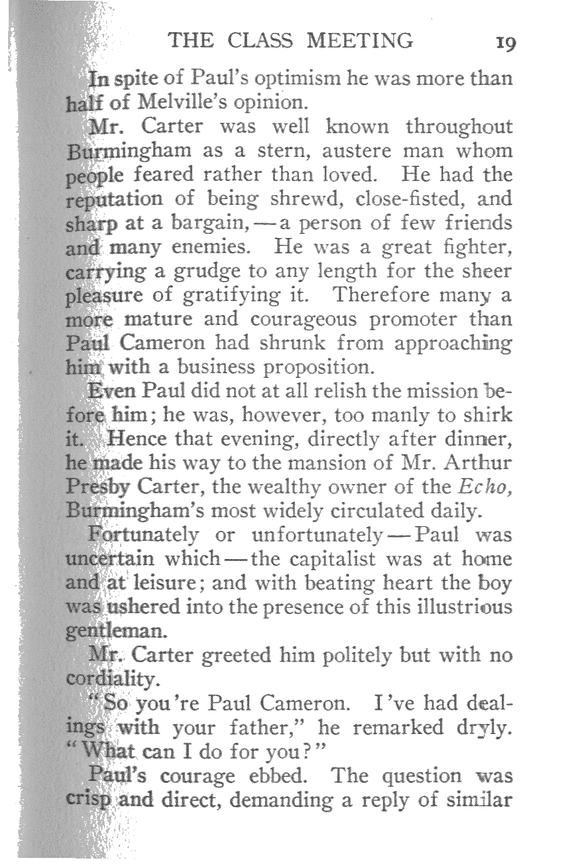 THE CLASS MEETING 19
In spite of Paul's optimism he was more than
half of Melville's opinion.
Mr. Carter was well known throughout
Burmingham as a stern, austere man whom
people feared rather than loved. He had the
reputation of being shrewd, close-fisted, and
sharp at a bargain,—a person of few friends
and many enemies. He was a great fighter,
carrying a grudge to any length for the sheer
pleasure of gratifying it. Therefore many a
more mature and courageous promoter than
Paul Cameron had shrunk from approaching
him with a business proposition.
Even Paul did not at all relish the mission be-
fore him; he was, however, too manly to shirk
it. Hence that evening, directly after dinner,
he made his way to the mansion of Mr. Arthur
Presby Carter, the wealthy owner of the Echo,
Burmingham's most widely circulated daily.
Fortunately or unfortunately—Paul was
uncertain which—the capitalist was at home
and at leisure; and with beating heart the boy
was ushered into the presence of this illustrious
gentleman.
Mr. Carter greeted him politely but with no
cordiality.
"So you're Paul Cameron. I've had deal-
ings with your father," he remarked dryly.
"What can I do for you?"
Paul's courage ebbed. The question was
crisp and direct, demanding a reply of similar